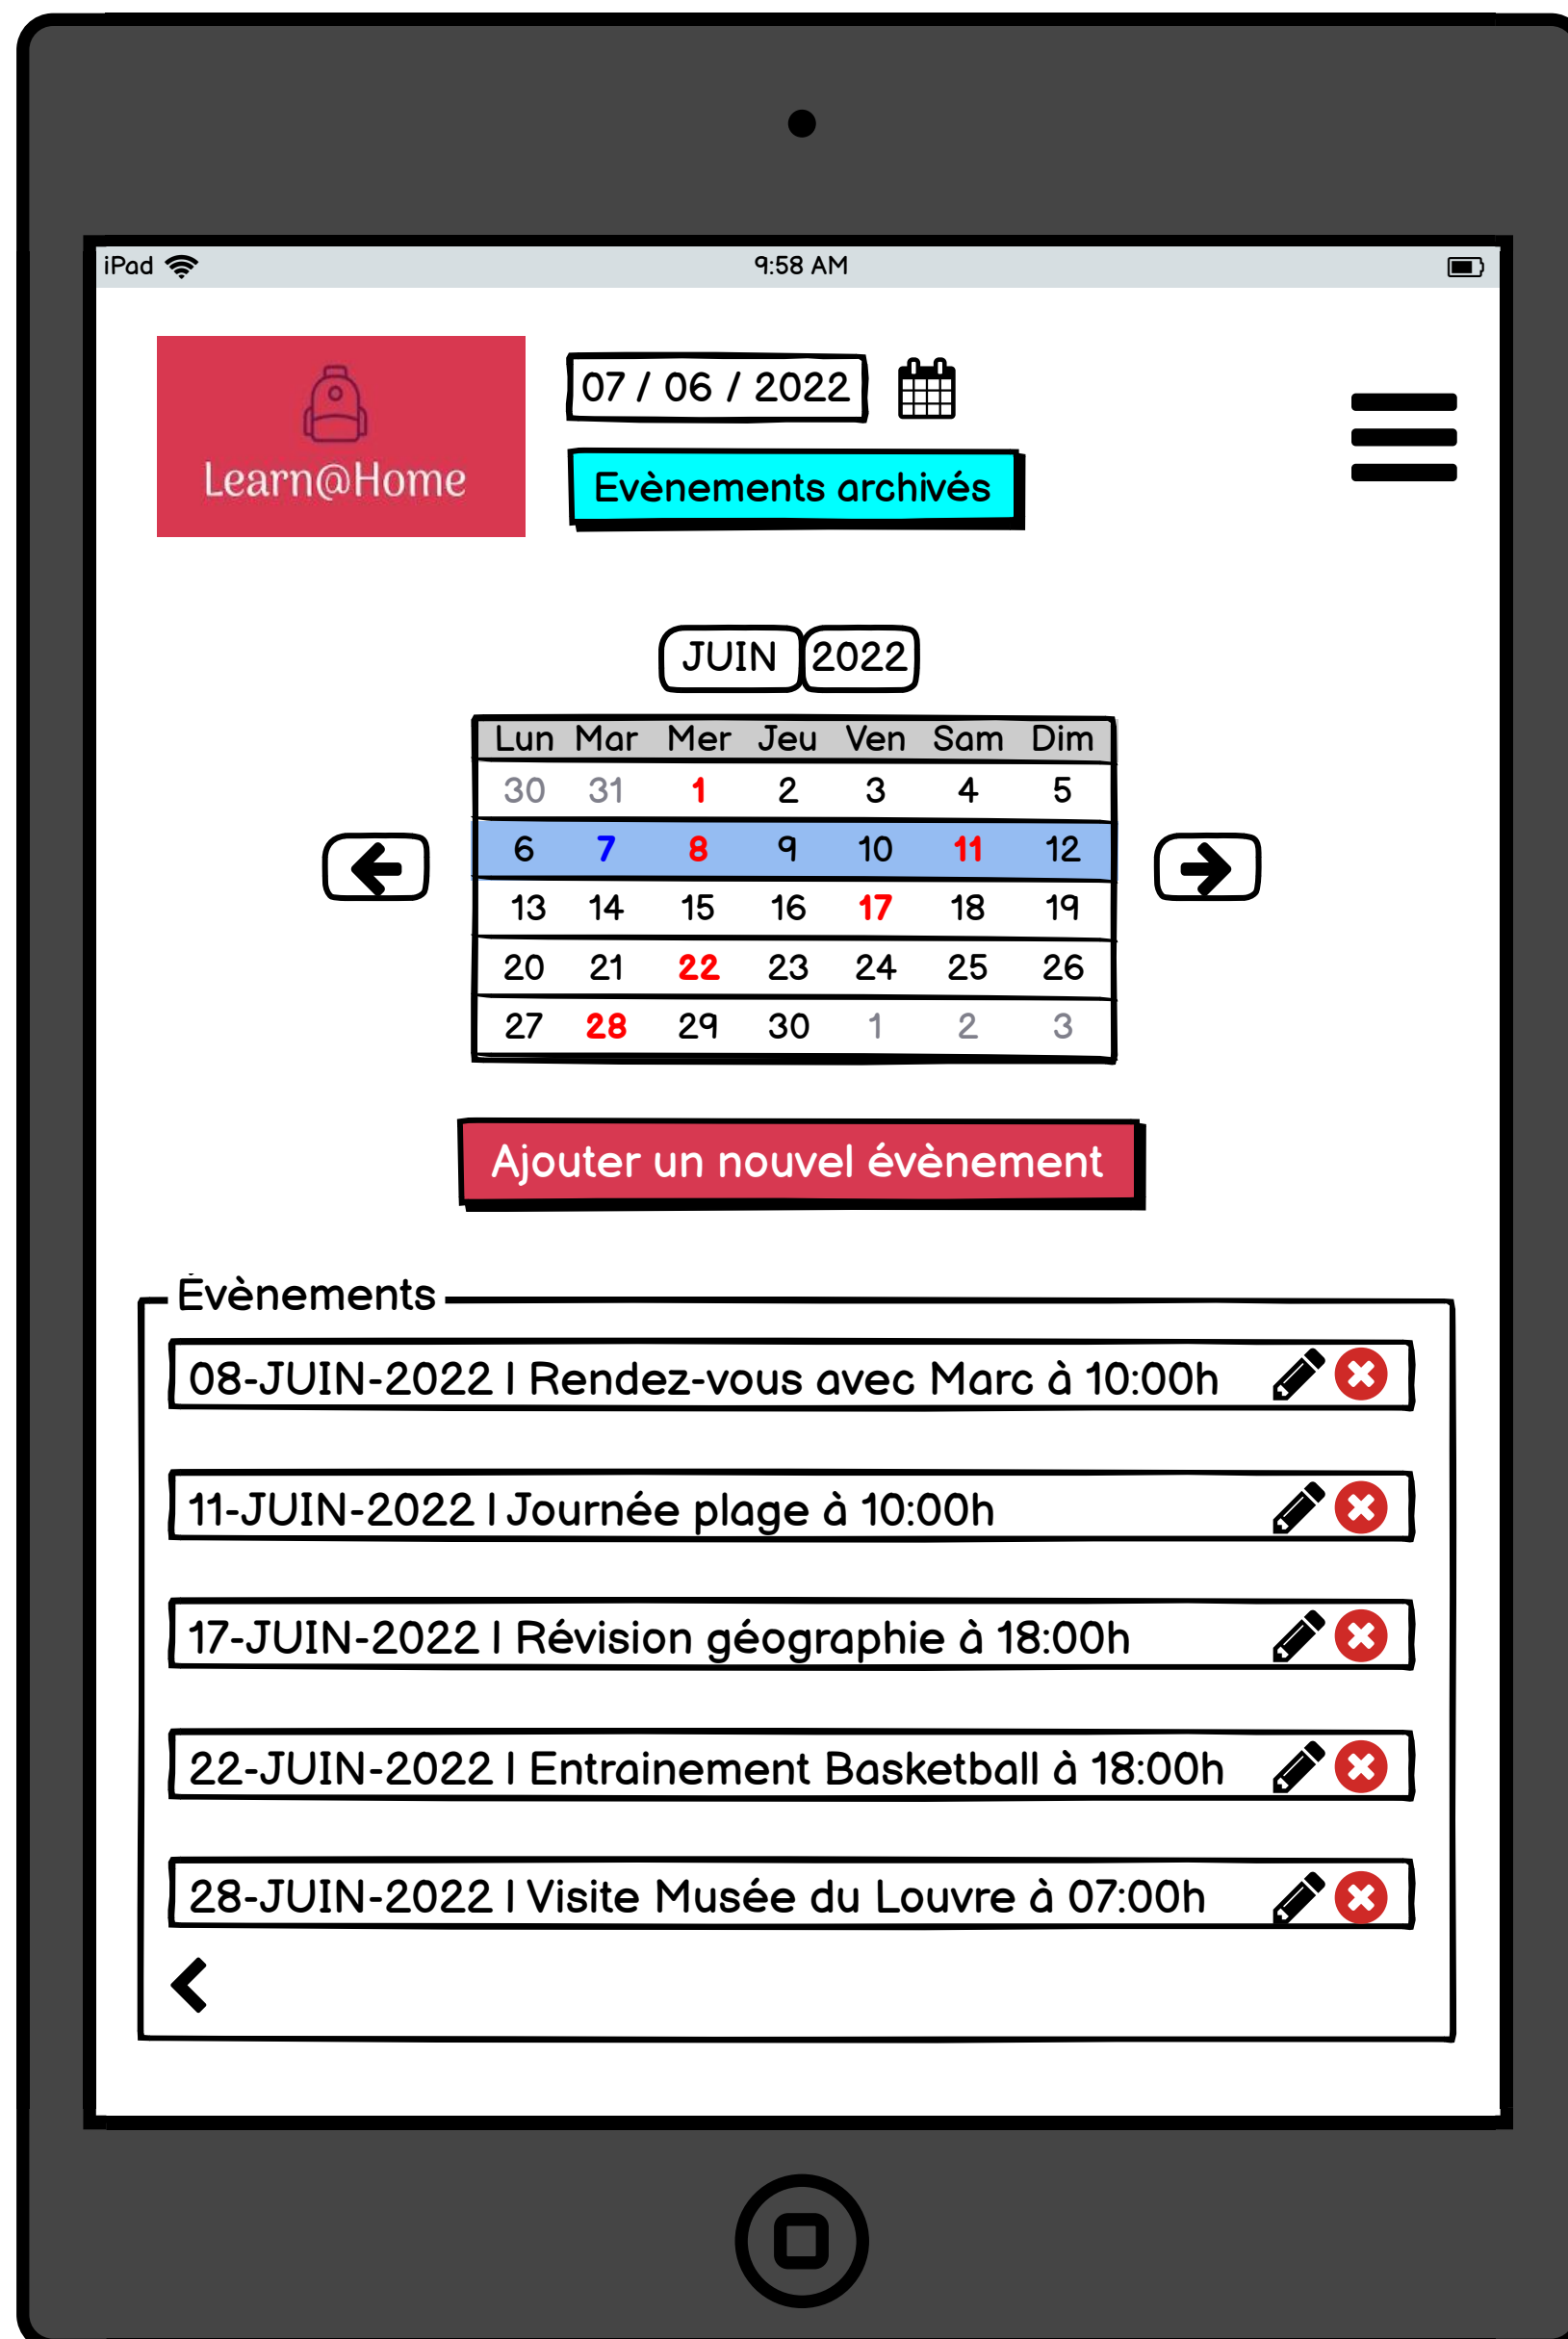 iPad 9:58 AM
07 / 06 / 2022
Learn@Home
Evènements archivés
JUIN 2022
Lun Mar Mer Jeu Ven Sam Dim
30 31 1 2 3 4 5
6 7 8 9 10 11 12
13 14 15 16 17 18 19
20 21 22 23 24 25 26
27 28 29 30 1 2 3
Ajouter un nouvel évènement
Évènements
08-JUIN-2022 | Rendez-vous avec Marc à 10:00h
11-JUIN-2022 | Journée plage à 10:00h
17-JUIN-2022 | Révision géographie à 18:00h
22-JUIN-2022 | Entrainement Basketball à 18:00h
28-JUIN-2022 | Visite Musée du Louvre à 07:00h